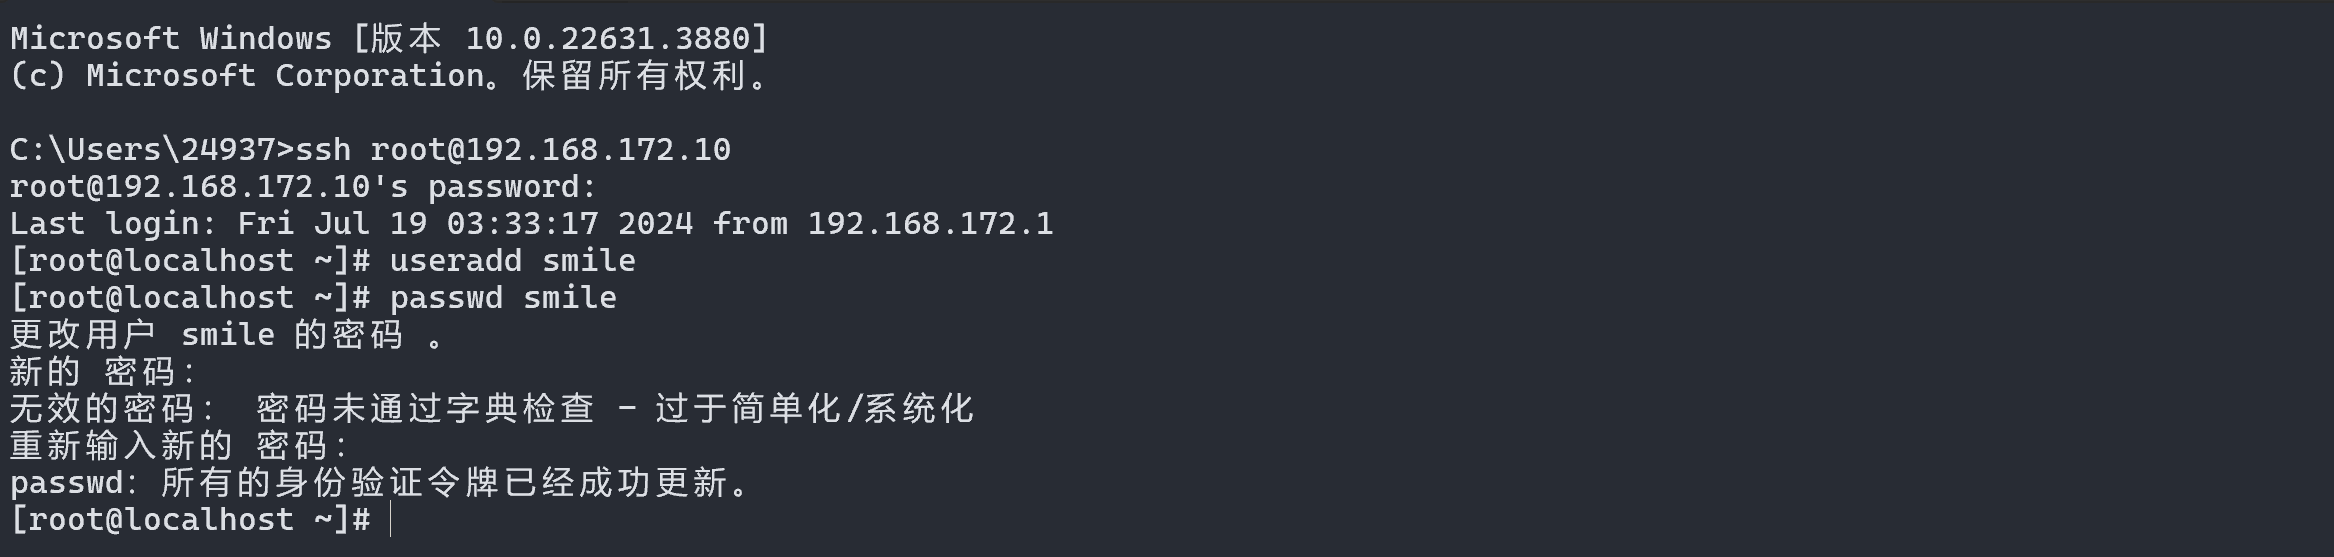 Microsoft Windows [版本 10.0.22631.3880]
(c) Microsoft Corporation。保留所有权利。
C:\Users\24937>ssh root@192.168.172.10
root@192.168.172.10's password:
Last login: Fri Jul 19 03:33:17 2024 from 192.168.172.1
[root@localhost ~]# useradd smile
[root@localhost ~]# passwd smile
更改用户 smile 的密码 。
新的 密码：
无效的密码： 密码未通过字典检查 - 过于简单化/系统化
重新输入新的 密码：
passwd：所有的身份验证令牌已经成功更新。
[root@localhost ~]#